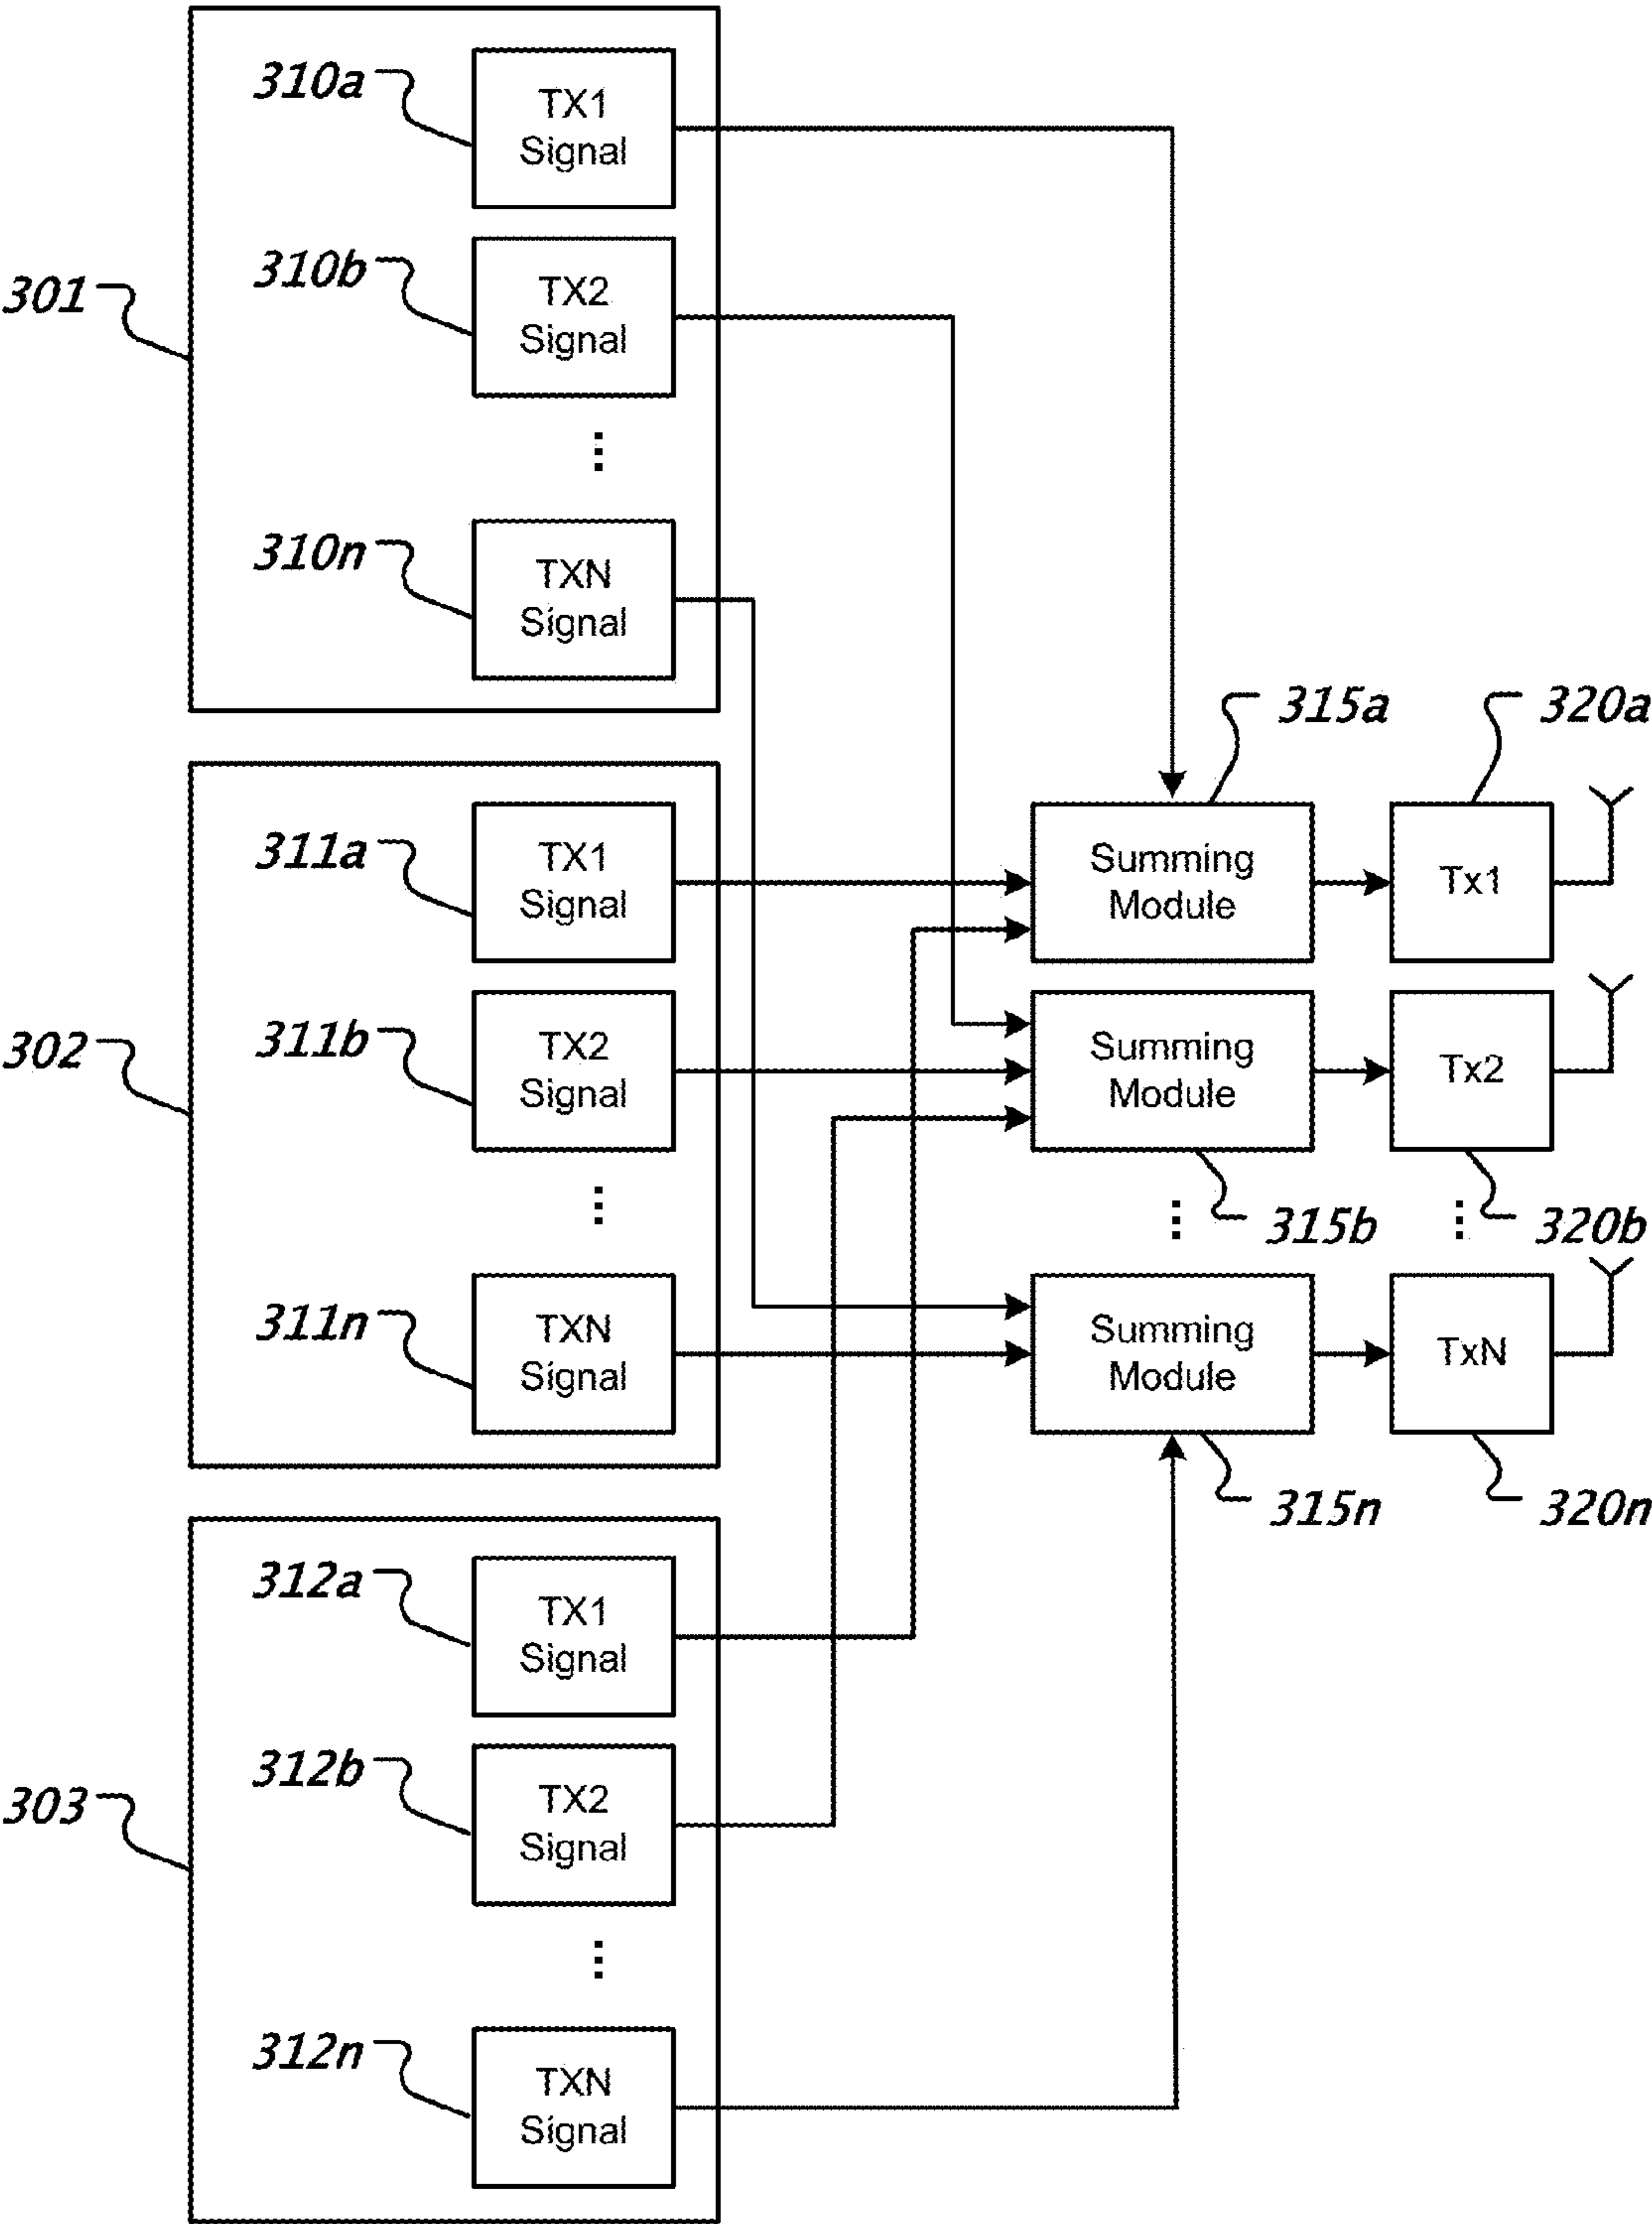 310a
TX1
Signal
310b
TX2
Signal
301
310n
TXN
Signal
315a
320a
311a
TX1
Signal
Summing
Module
Tx1
302
311b
TX2
Signal
Summing
Module
Tx2
315b
320b
311n
TXN
Signal
Summing
Module
TxN
315n
320n
312a
TX1
Signal
303
312b
TX2
Signal
312n
TXN
Signal